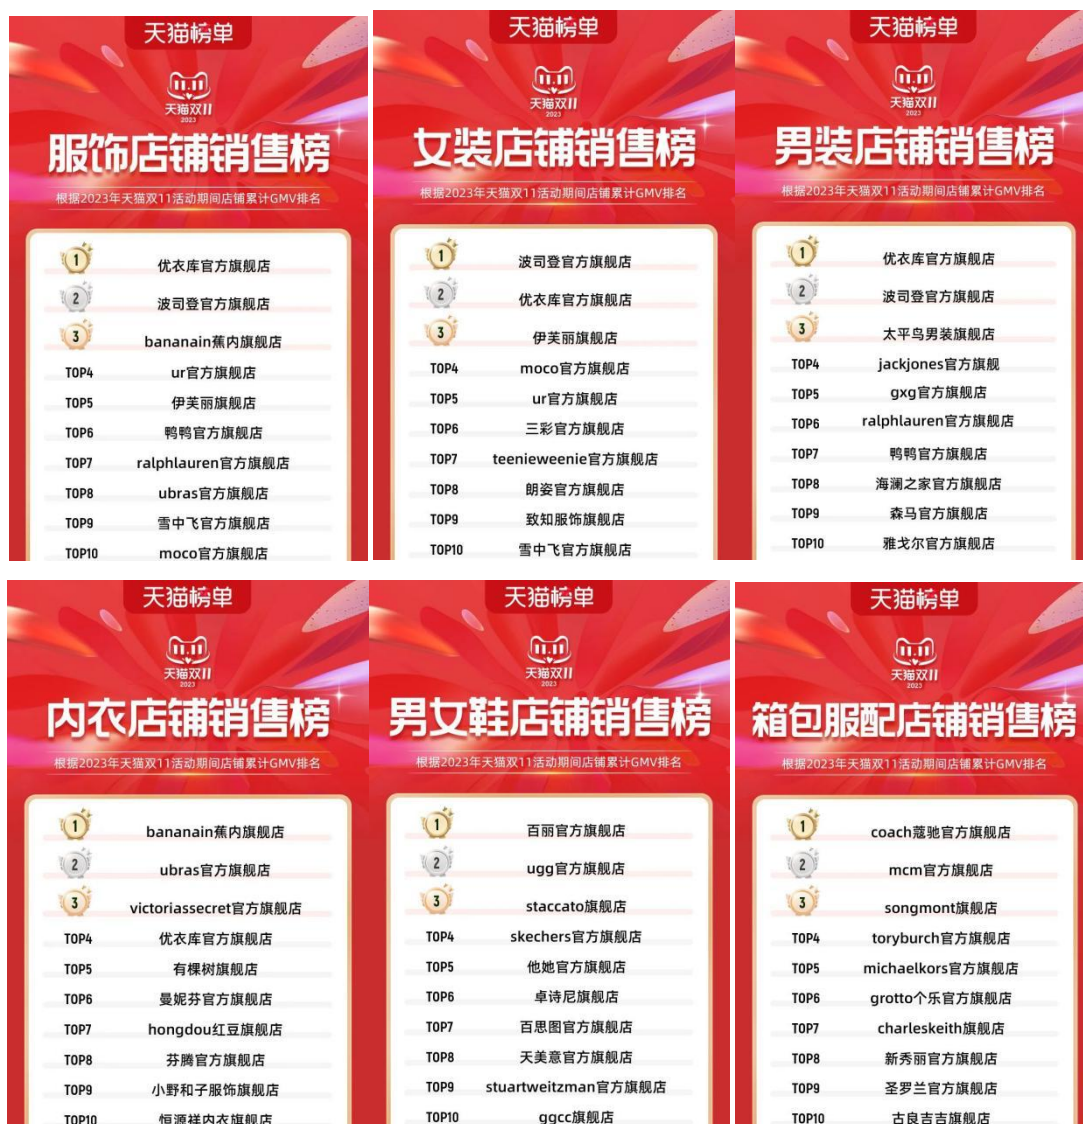 天猫榜单
11.11
天猫双11
2023
服饰店铺销售榜
根据2023年天猫双11活动期间店铺累计GMV排名
1 优衣库官方旗舰店
2 波司登官方旗舰店
3 bananain蕉内旗舰店
TOP4 ur官方旗舰店
TOP5 伊芙丽旗舰店
TOP6 鸭鸭官方旗舰店
TOP7 ralphlauren官方旗舰店
TOP8 ubras官方旗舰店
TOP9 雪中飞官方旗舰店
TOP10 moco官方旗舰店
天猫榜单
11.11
天猫双11
2023
女装店铺销售榜
根据2023年天猫双11活动期间店铺累计GMV排名
1 波司登官方旗舰店
2 优衣库官方旗舰店
3 伊芙丽旗舰店
TOP4 moco官方旗舰店
TOP5 ur官方旗舰店
TOP6 三彩官方旗舰店
TOP7 teenieweenie官方旗舰店
TOP8 朗姿官方旗舰店
TOP9 致知服饰旗舰店
TOP10 雪中飞官方旗舰店
天猫榜单
11.11
天猫双11
2023
男装店铺销售榜
根据2023年天猫双11活动期间店铺累计GMV排名
1 优衣库官方旗舰店
2 波司登官方旗舰店
3 太平鸟男装旗舰店
TOP4 jackjones官方旗舰
TOP5 gxg官方旗舰店
TOP6 ralphlauren官方旗舰店
TOP7 鸭鸭官方旗舰店
TOP8 海澜之家官方旗舰店
TOP9 森马官方旗舰店
TOP10 雅戈尔官方旗舰店
天猫榜单
11.11
天猫双11
2023
内衣店铺销售榜
根据2023年天猫双11活动期间店铺累计GMV排名
1 bananain蕉内旗舰店
2 ubras官方旗舰店
3 victoriassecret官方旗舰店
TOP4 优衣库官方旗舰店
TOP5 有棵树旗舰店
TOP6 曼妮芬官方旗舰店
TOP7 hongdou红豆旗舰店
TOP8 芬腾官方旗舰店
TOP9 小野和子服饰旗舰店
TOP10 恒源祥内衣旗舰店
天猫榜单
11.11
天猫双11
2023
男女鞋店铺销售榜
根据2023年天猫双11活动期间店铺累计GMV排名
1 百丽官方旗舰店
2 ugg官方旗舰店
3 staccato旗舰店
TOP4 skechers官方旗舰店
TOP5 他她官方旗舰店
TOP6 卓诗尼旗舰店
TOP7 百思图官方旗舰店
TOP8 天美意官方旗舰店
TOP9 stuartweitzman官方旗舰店
TOP10 ggcc旗舰店
天猫榜单
11.11
天猫双11
2023
箱包服配店铺销售榜
根据2023年天猫双11活动期间店铺累计GMV排名
1 coach蔻驰官方旗舰店
2 mcm官方旗舰店
3 songmont旗舰店
TOP4 toryburch官方旗舰店
TOP5 michaelkors官方旗舰店
TOP6 grotto个乐官方旗舰店
TOP7 charleskeith旗舰店
TOP8 新秀丽官方旗舰店
TOP9 圣罗兰官方旗舰店
TOP10 古良吉吉旗舰店